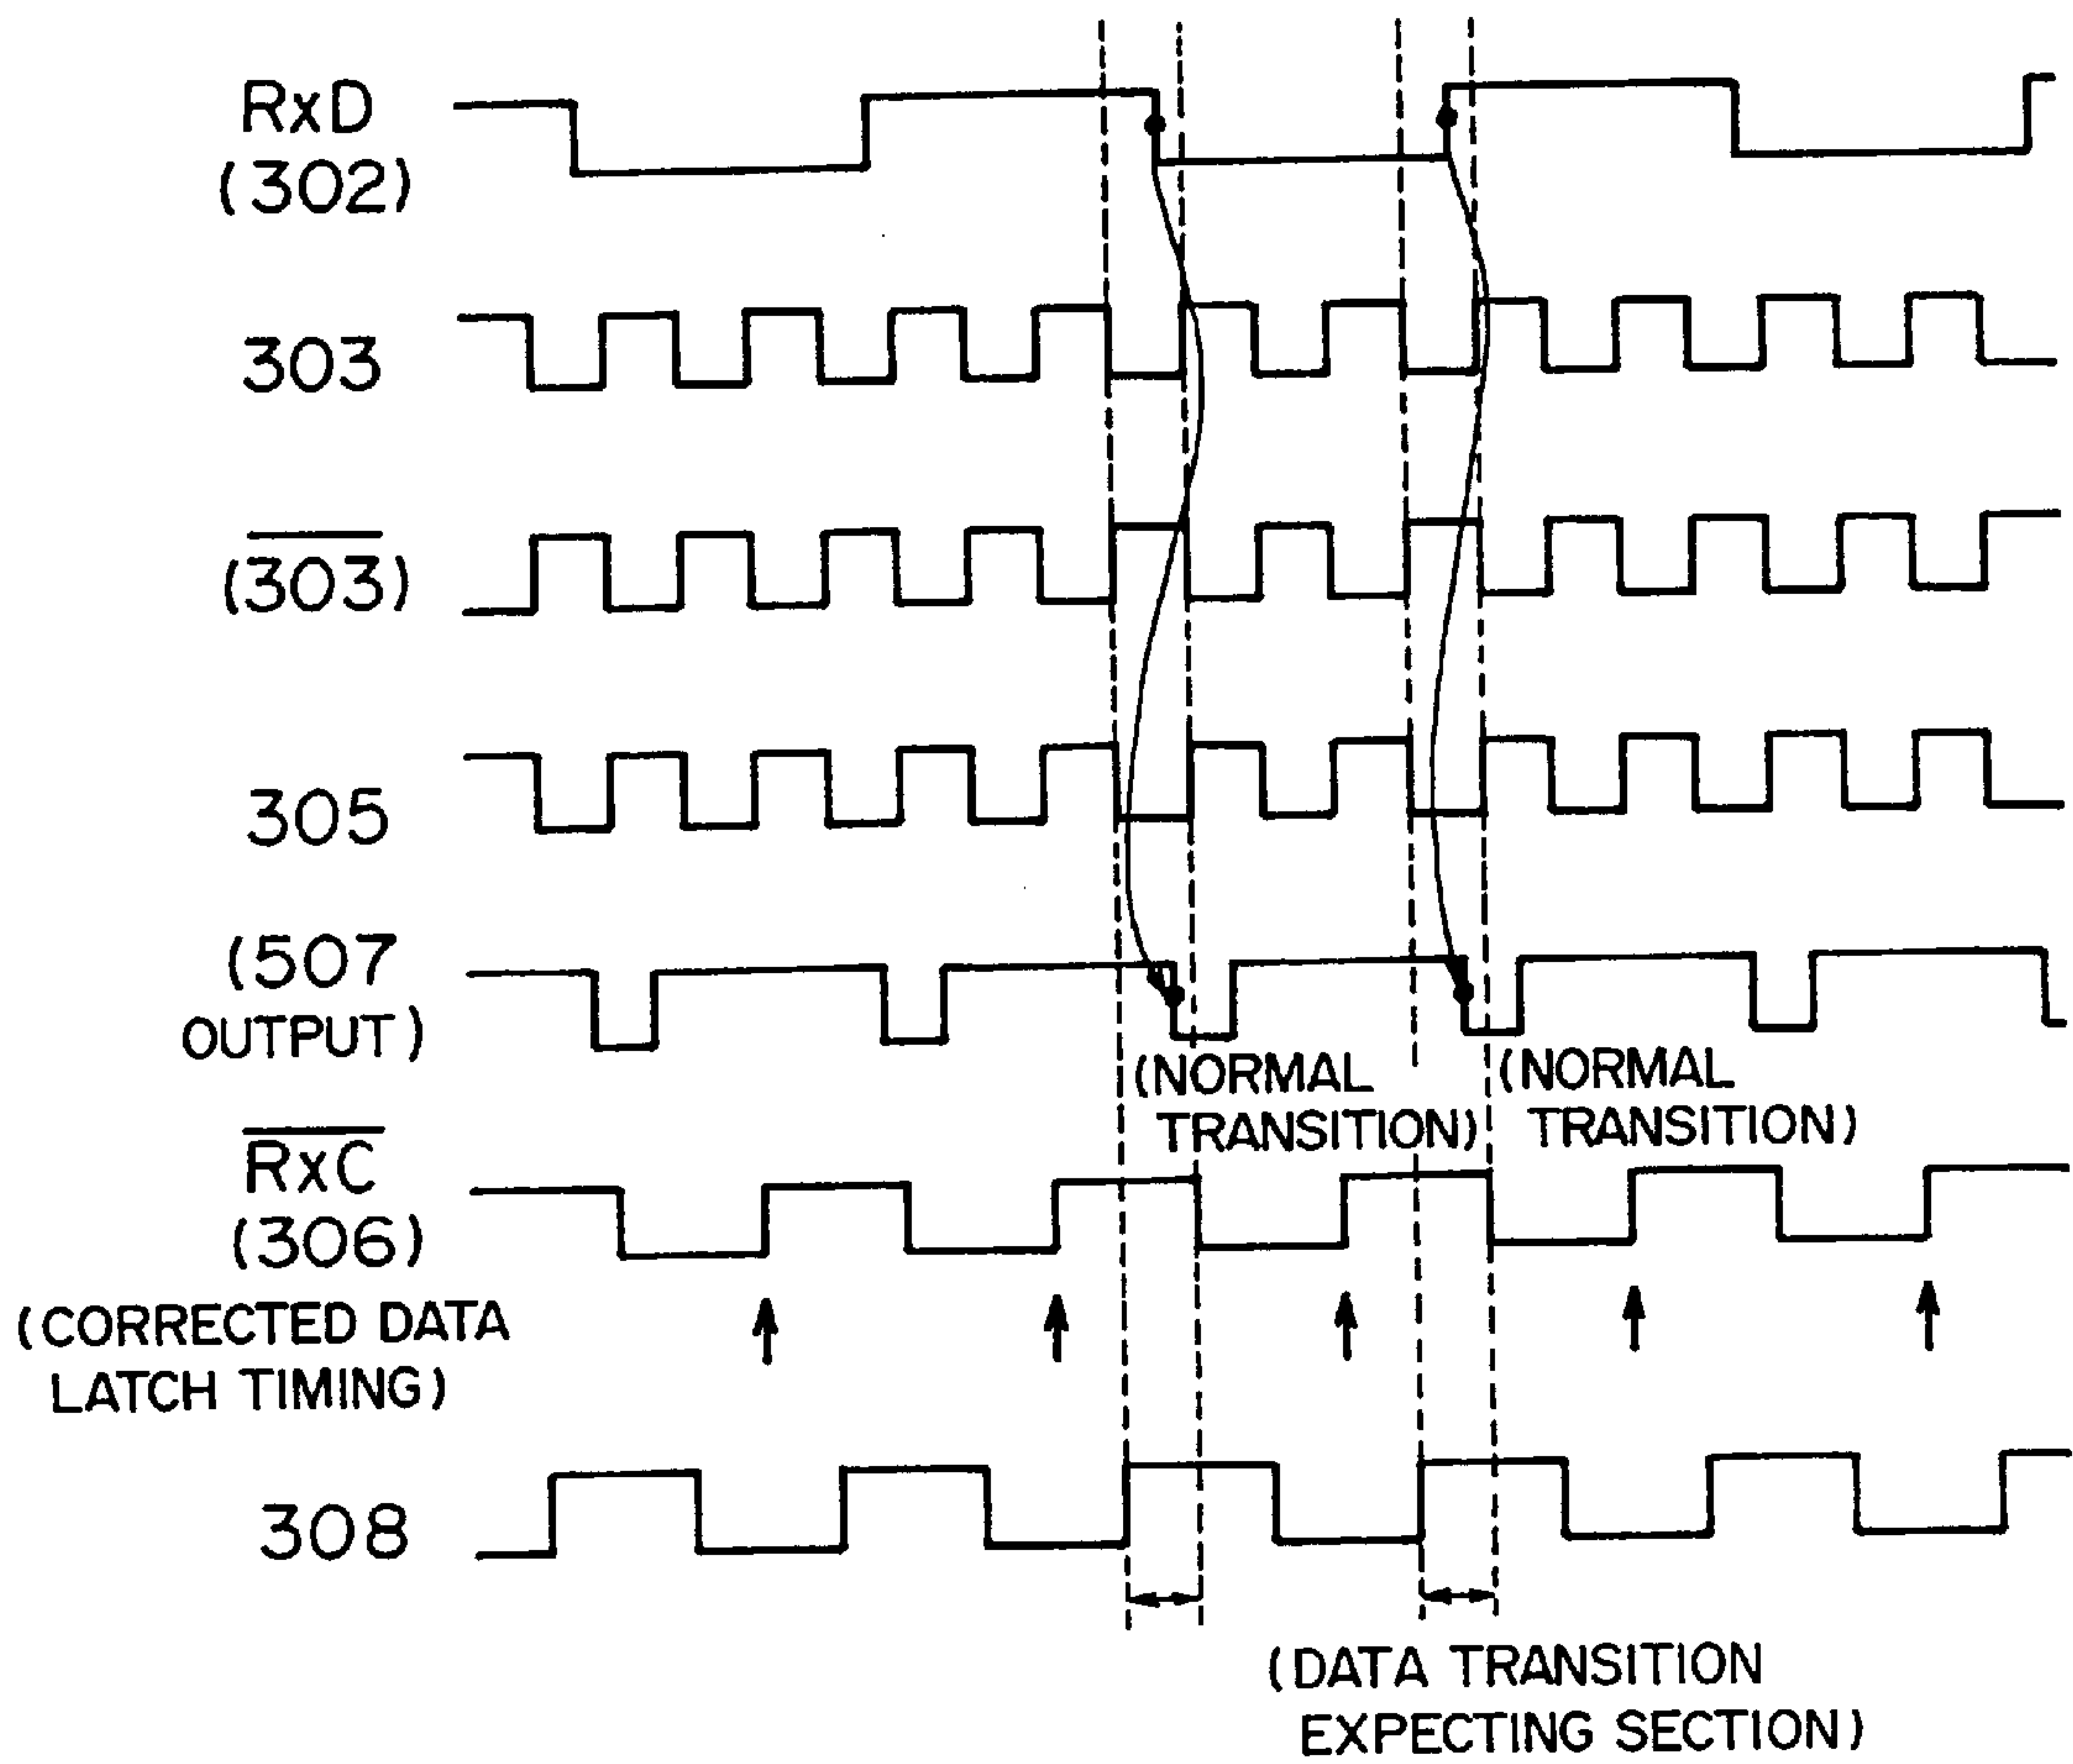 RxD
(302)
303
(303)
305
(507
OUTPUT)
(NORMAL
TRANSITION)
(NORMAL
TRANSITION)
RxC
(306)
(CORRECTED DATA
LATCH TIMING)
308
(DATA TRANSITION
EXPECTING SECTION)